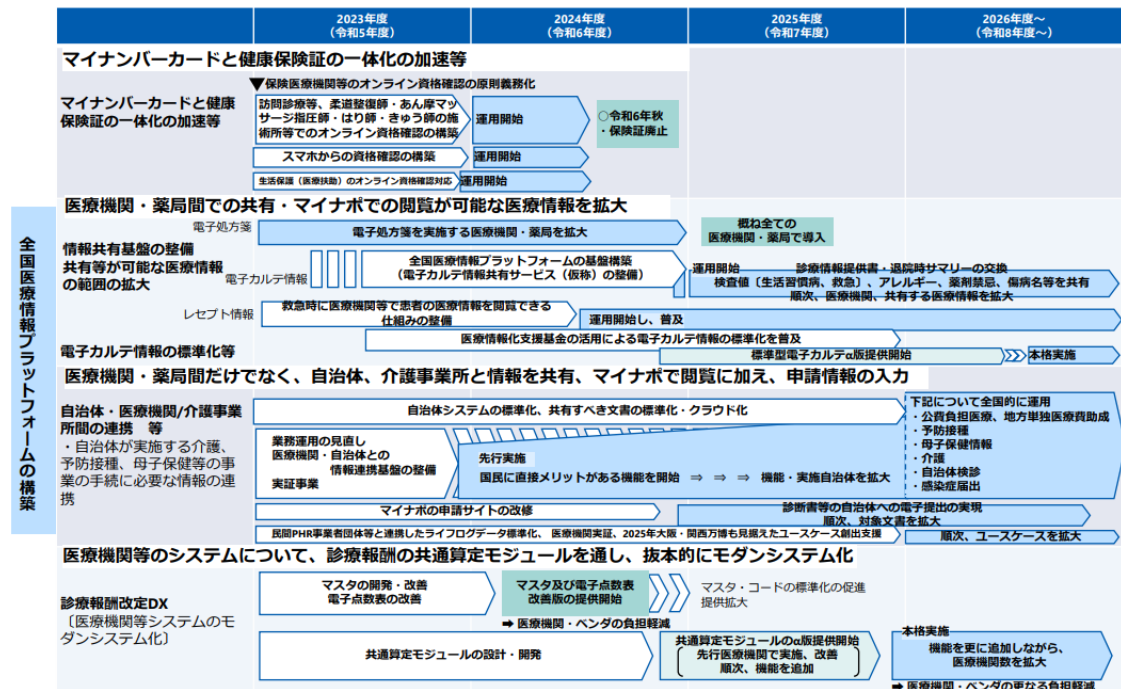 2023年度
（令和5年度）
2024年度
（令和6年度）
2025年度
（令和7年度）
2026年度～
（令和8年度～）
全国医療情報プラットフォームの構築
マイナンバーカードと健康保険証の一体化の加速等
▼保険医療機関等のオンライン資格確認の原則義務化
マイナンバーカードと健康
保険証の一体化の加速等
訪問診療等、柔道整復師・あん摩マッ
サージ指圧師・はり師・きゅう師の施
術所等でのオンライン資格確認の構築
運用開始
○令和6年秋
・保険証廃止
スマホからの資格確認の構築
運用開始
生活保護（医療扶助）のオンライン資格確認対応
運用開始
医療機関・薬局間での共有・マイナポでの閲覧が可能な医療情報を拡大
情報共有基盤の整備
共有等が可能な医療情報
の範囲の拡大
電子処方箋
電子処方箋を実施する医療機関・薬局を拡大
概ね全ての
医療機関・薬局で導入
電子カルテ情報
全国医療情報プラットフォームの基盤構築
（電子カルテ情報共有サービス（仮称）の整備）
運用開始
診療情報提供書・退院時サマリーの交換
検査値〔生活習慣病、救急〕、アレルギー、薬剤禁忌、傷病名等を共有
順次、医療機関、共有する医療情報を拡大
レセプト情報
救急時に医療機関等で患者の医療情報を閲覧できる
仕組みの整備
運用開始し、普及
電子カルテ情報の標準化等
医療情報化支援基金の活用による電子カルテ情報の標準化を普及
標準型電子カルテα版提供開始
本格実施
医療機関・薬局間だけでなく、自治体、介護事業所と情報を共有、マイナポで閲覧に加え、申請情報の入力
自治体・医療機関/介護事業
所間の連携　等
・自治体が実施する介護、
予防接種、母子保健等の事
業の手続に必要な情報の連
携
自治体システムの標準化、共有すべき文書の標準化・クラウド化
業務運用の見直し
医療機関・自治体との
情報連携基盤の整備
実証事業
先行実施
国民に直接メリットがある機能を開始　⇒　⇒　⇒　機能・実施自治体を拡大
下記について全国的に運用
・公費負担医療、地方単独医療費助成
・予防接種
・母子保健情報
・介護
・自治体検診
・感染症届出
マイナポの申請サイトの改修
診断書等の自治体への電子提出の実現
順次、対象文書を拡大
民間PHR事業者団体等と連携したライフログデータ標準化、医療機関実証、2025年大阪・関西万博も見据えたユースケース創出支援
順次、ユースケースを拡大
医療機関等のシステムについて、診療報酬の共通算定モジュールを通し、抜本的にモダンシステム化
診療報酬改定DX
〔医療機関等システムのモ
ダンシステム化〕
マスタの開発・改善
電子点数表の改善
マスタ及び電子点数表
改善版の提供開始
マスタ・コードの標準化の促進
提供拡大
➡ 医療機関・ベンダの負担軽減
共通算定モジュールの設計・開発
共通算定モジュールのα版提供開始
先行医療機関で実施、改善
順次、機能を追加
本格実施
機能を更に追加しながら、
医療機関数を拡大
➡ 医療機関・ベンダの更なる負担軽減